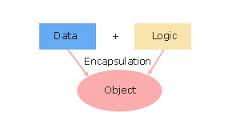 Data + Logic
Encapsulation
Object